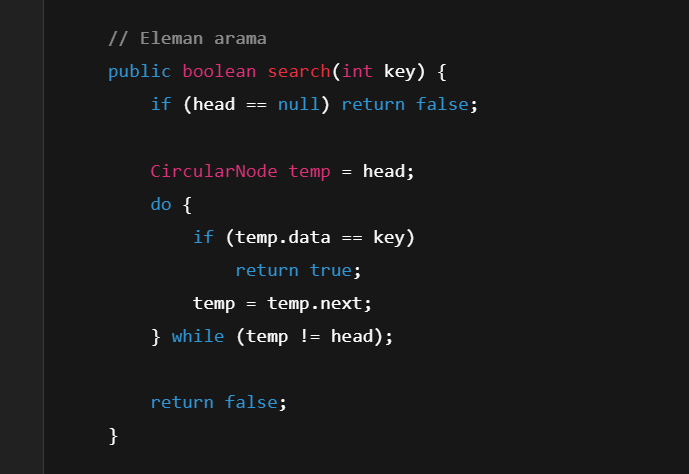 // Eleman arama
public boolean search(int key) {
if (head == null) return false;
CircularNode temp = head;
do {
if (temp.data == key)
return true;
temp = temp.next;
} while (temp != head);
return false;
}